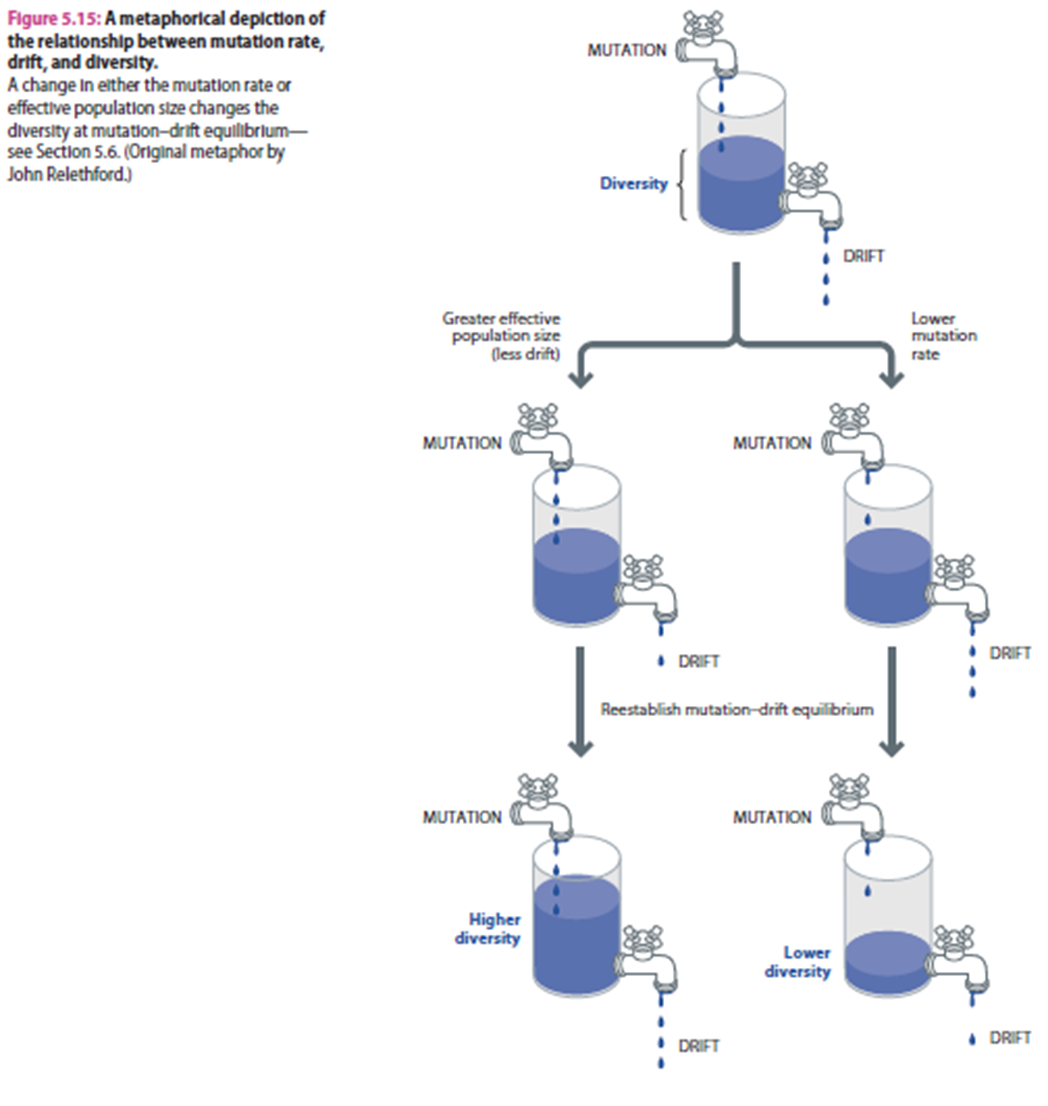 Figure 5.15: A metaphorical depiction of
the relationship between mutation rate,
drift, and diversity.
A change in either the mutation rate or
effective population size changes the
diversity at mutation–drift equilibrium—
see Section 5.6. (Original metaphor by
John Relethford.)
MUTATION
Diversity
DRIFT
Greater effective
population size
(less drift)
Lower
mutation
rate
MUTATION
MUTATION
DRIFT
DRIFT
Reestablish mutation–drift equilibrium
MUTATION
MUTATION
Higher
diversity
Lower
diversity
DRIFT
DRIFT